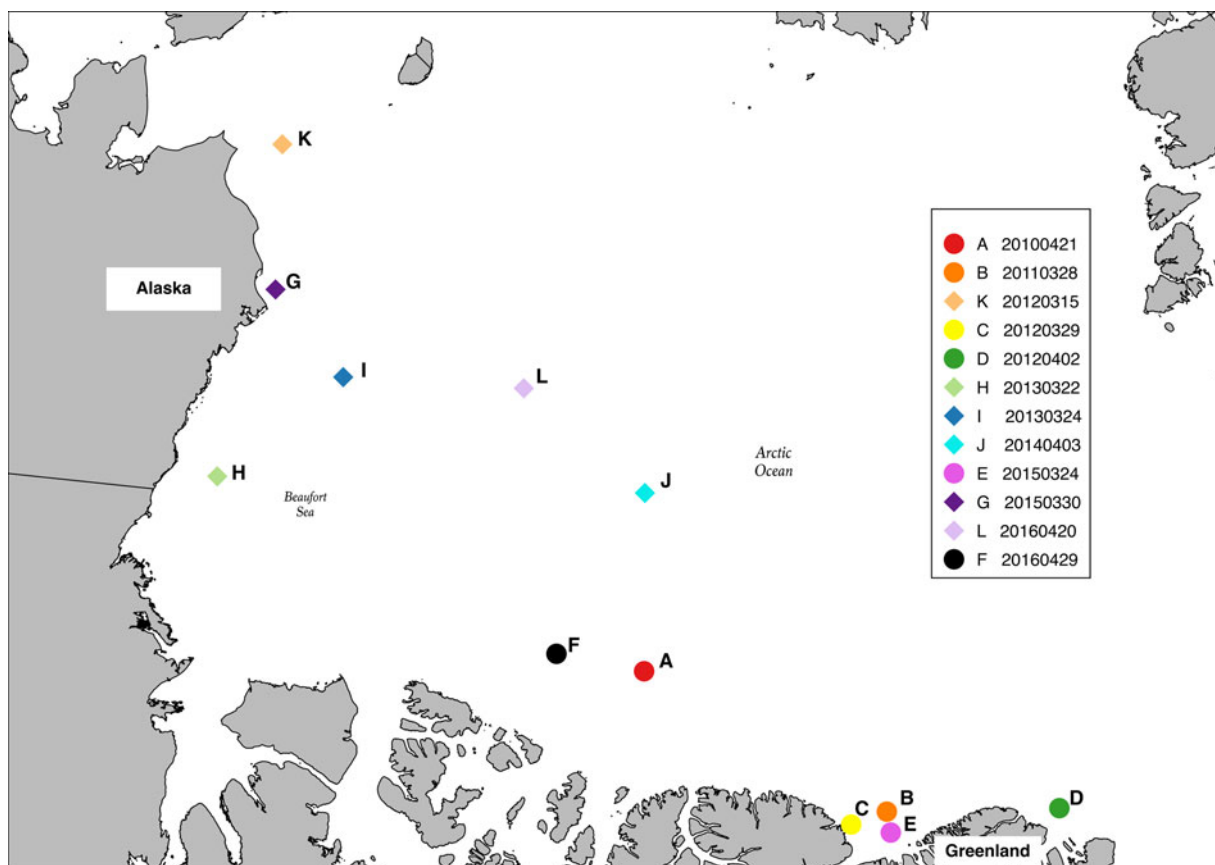 K
A 20100421
B 20110328
K 20120315
C 20120329
D 20120402
H 20130322
I 20130324
J 20140403
E 20150324
G 20150330
L 20160420
F 20160429
G
Alaska
I
L
Arctic
Ocean
H
J
Beaufort
Sea
F
A
B
D
C
E
Greenland